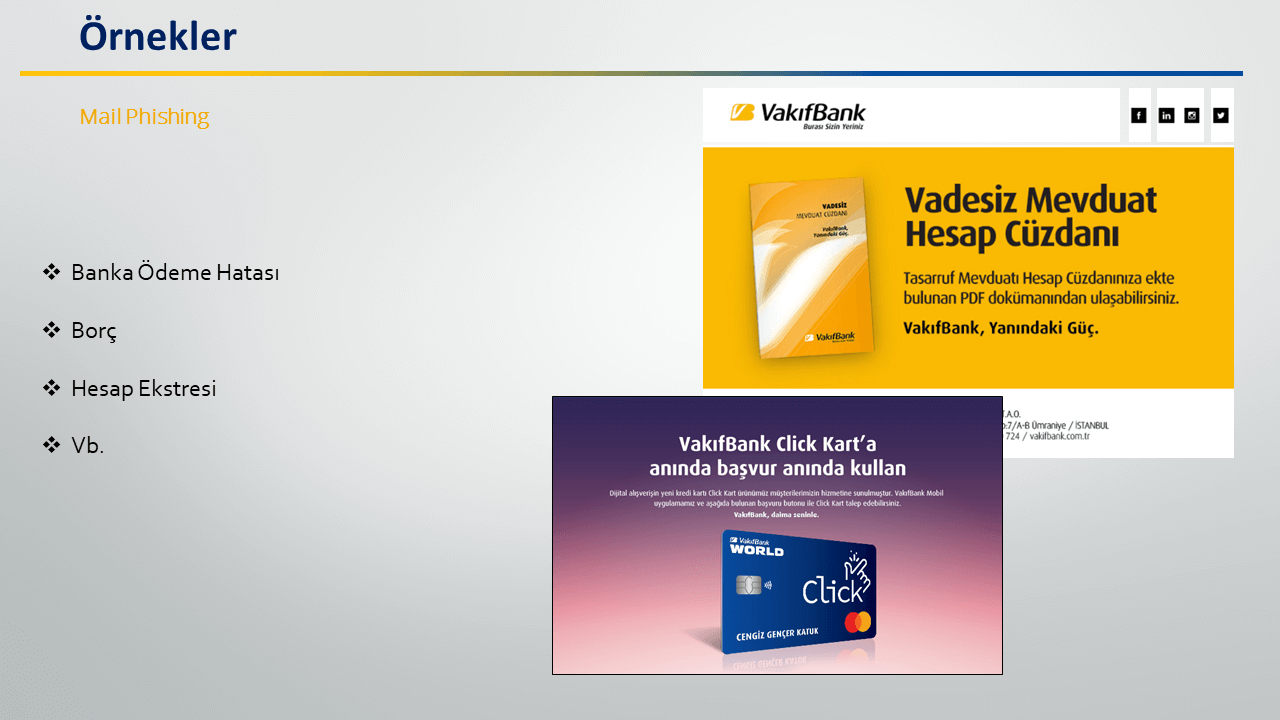 Örnekler
Mail Phishing
❖ Banka Ödeme Hatası
❖ Borç
❖ Hesap Ekstresi
❖ Vb.
VakıfBank
Burası Sizin Yeriniz
VADESİZ
MEVDUAT CÜZDANI
VakıfBank,
Yanındaki Güç.
VakıfBank
Vadesiz Mevduat
Hesap Cüzdanı
Tasarruf Mevduatı Hesap Cüzdanınıza ekte
bulunan PDF dokümanından ulaşabilirsiniz.
VakıfBank, Yanındaki Güç.
T.A.O.
o:7/A-B Ümraniye / İSTANBUL
724 / vakifbank.com.tr
VakıfBank Click Kart’a
anında başvur anında kullan
Dijital alışverişin yeni kredi kartı Click Kart ürünümüz müşterilerimizin hizmetine sunulmuştur. VakıfBank Mobil
uygulamamız ve aşağıda bulunan başvuru butonu ile Click Kart talep edebilirsiniz.
VakıfBank, daima seninle.
VakıfBank
WORLD
Click
CENGİZ GENÇER KATUK